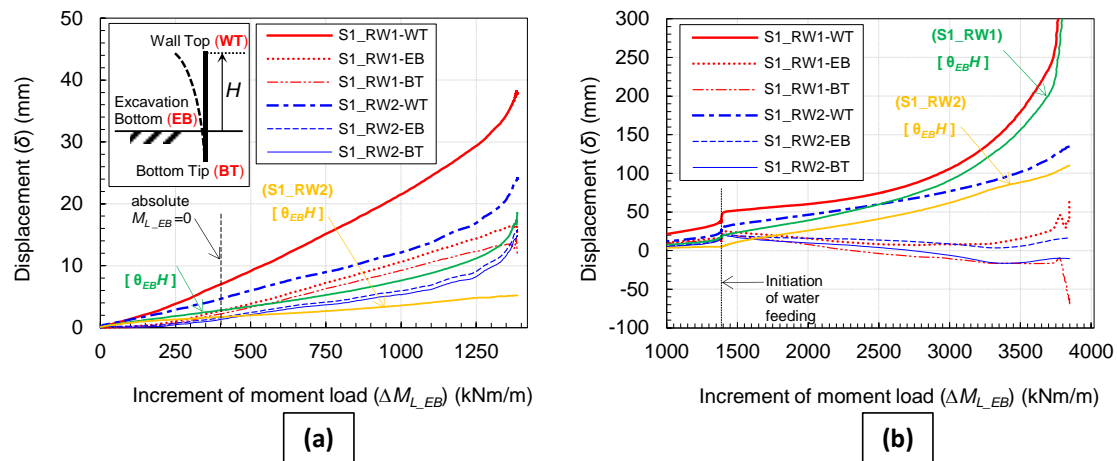 50
40
30
20
10
0
0
250
500
750
1000
1250
Displacement (δ) (mm)
Increment of moment load (ΔM_L_EB) (kNm/m)
Wall Top (WT)
H
Excavation
Bottom (EB)
Bottom Tip (BT)
S1_RW1-WT
S1_RW1-EB
S1_RW1-BT
S1_RW2-WT
S1_RW2-EB
S1_RW2-BT
absolute
M_L_EB=0
(S1_RW2)
[ θ_EBH ]
[ θ_EBH ]
(a)
300
250
200
150
100
50
0
-50
-100
1000
1500
2000
2500
3000
3500
4000
Displacement (δ) (mm)
Increment of moment load (ΔM_L_EB) (kNm/m)
S1_RW1-WT
S1_RW1-EB
S1_RW1-BT
S1_RW2-WT
S1_RW2-EB
S1_RW2-BT
(S1_RW1)
[ θ_EBH ]
(S1_RW2)
[ θ_EBH ]
Initiation
of water
feeding
(b)